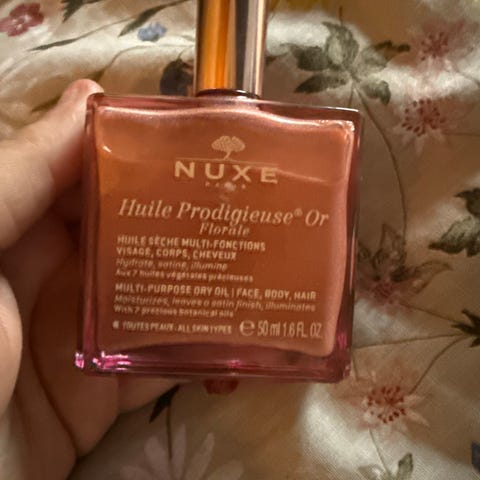 NUXE
PARIS
Huile Prodigieuse® Or
Florale
HUILE SÈCHE MULTI-FONCTIONS
VISAGE, CORPS, CHEVEUX
Hydrate, satine, illumine
Aux 7 huiles végétales précieuses
MULTI-PURPOSE DRY OIL | FACE, BODY, HAIR
Moisturizes, leaves a satin finish, illuminates
With 7 precious botanical oils
TOUTES PEAUX - ALL SKIN TYPES ℮ 50 ml 1.6 FL.OZ.